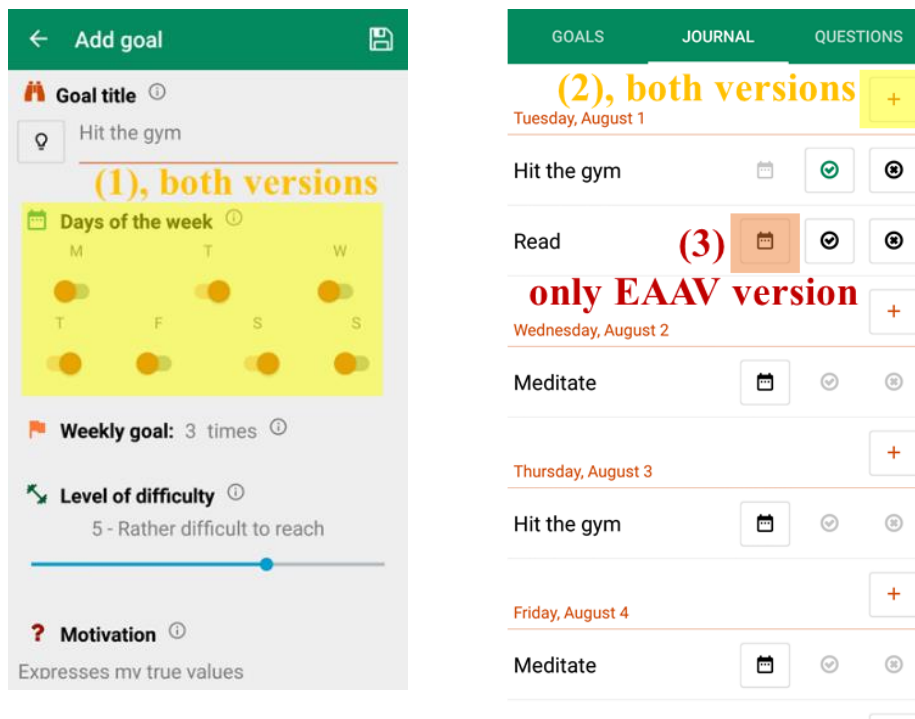 Add goal
Goal title
Hit the gym
(1), both versions
Days of the week
M T W
T F S S
Weekly goal: 3 times
Level of difficulty
5 - Rather difficult to reach
? Motivation
Expresses my true values
GOALS JOURNAL QUESTIONS
(2), both versions
Tuesday, August 1
Hit the gym
Read
(3)
only EAAV version
Wednesday, August 2
Meditate
Thursday, August 3
Hit the gym
Friday, August 4
Meditate